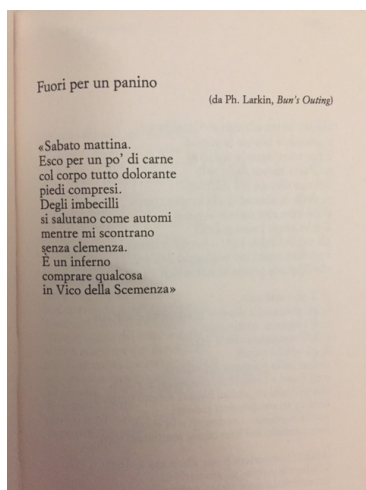 Fuori per un panino
(da Ph. Larkin, Bun's Outing)
«Sabato mattina.
Esco per un po' di carne
col corpo tutto dolorante
piedi compresi.
Degli imbecilli
si salutano come automi
mentre mi scontrano
senza clemenza.
È un inferno
comprare qualcosa
in Vico della Scemenza»